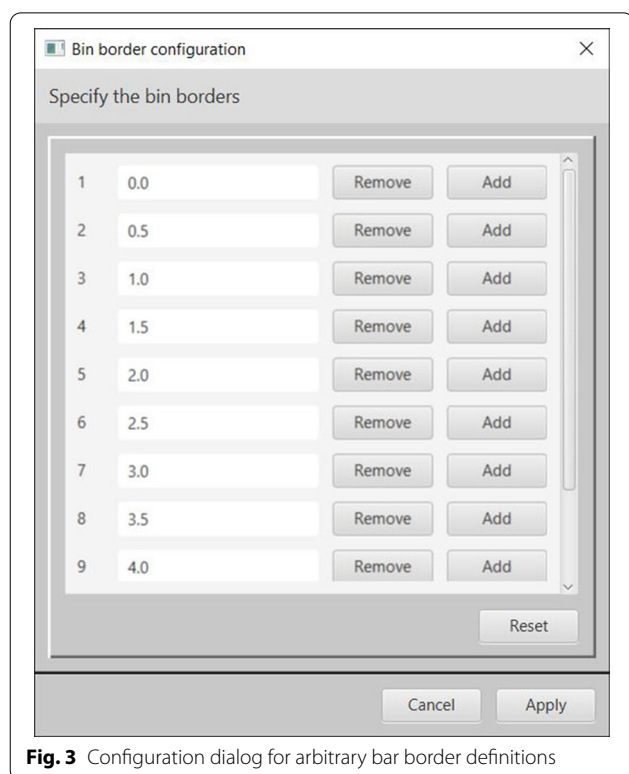 Bin border configuration
Specify the bin borders
1 0.0 Remove Add
2 0.5 Remove Add
3 1.0 Remove Add
4 1.5 Remove Add
5 2.0 Remove Add
6 2.5 Remove Add
7 3.0 Remove Add
8 3.5 Remove Add
9 4.0 Remove Add
Reset
Cancel Apply
Fig. 3 Configuration dialog for arbitrary bar border definitions